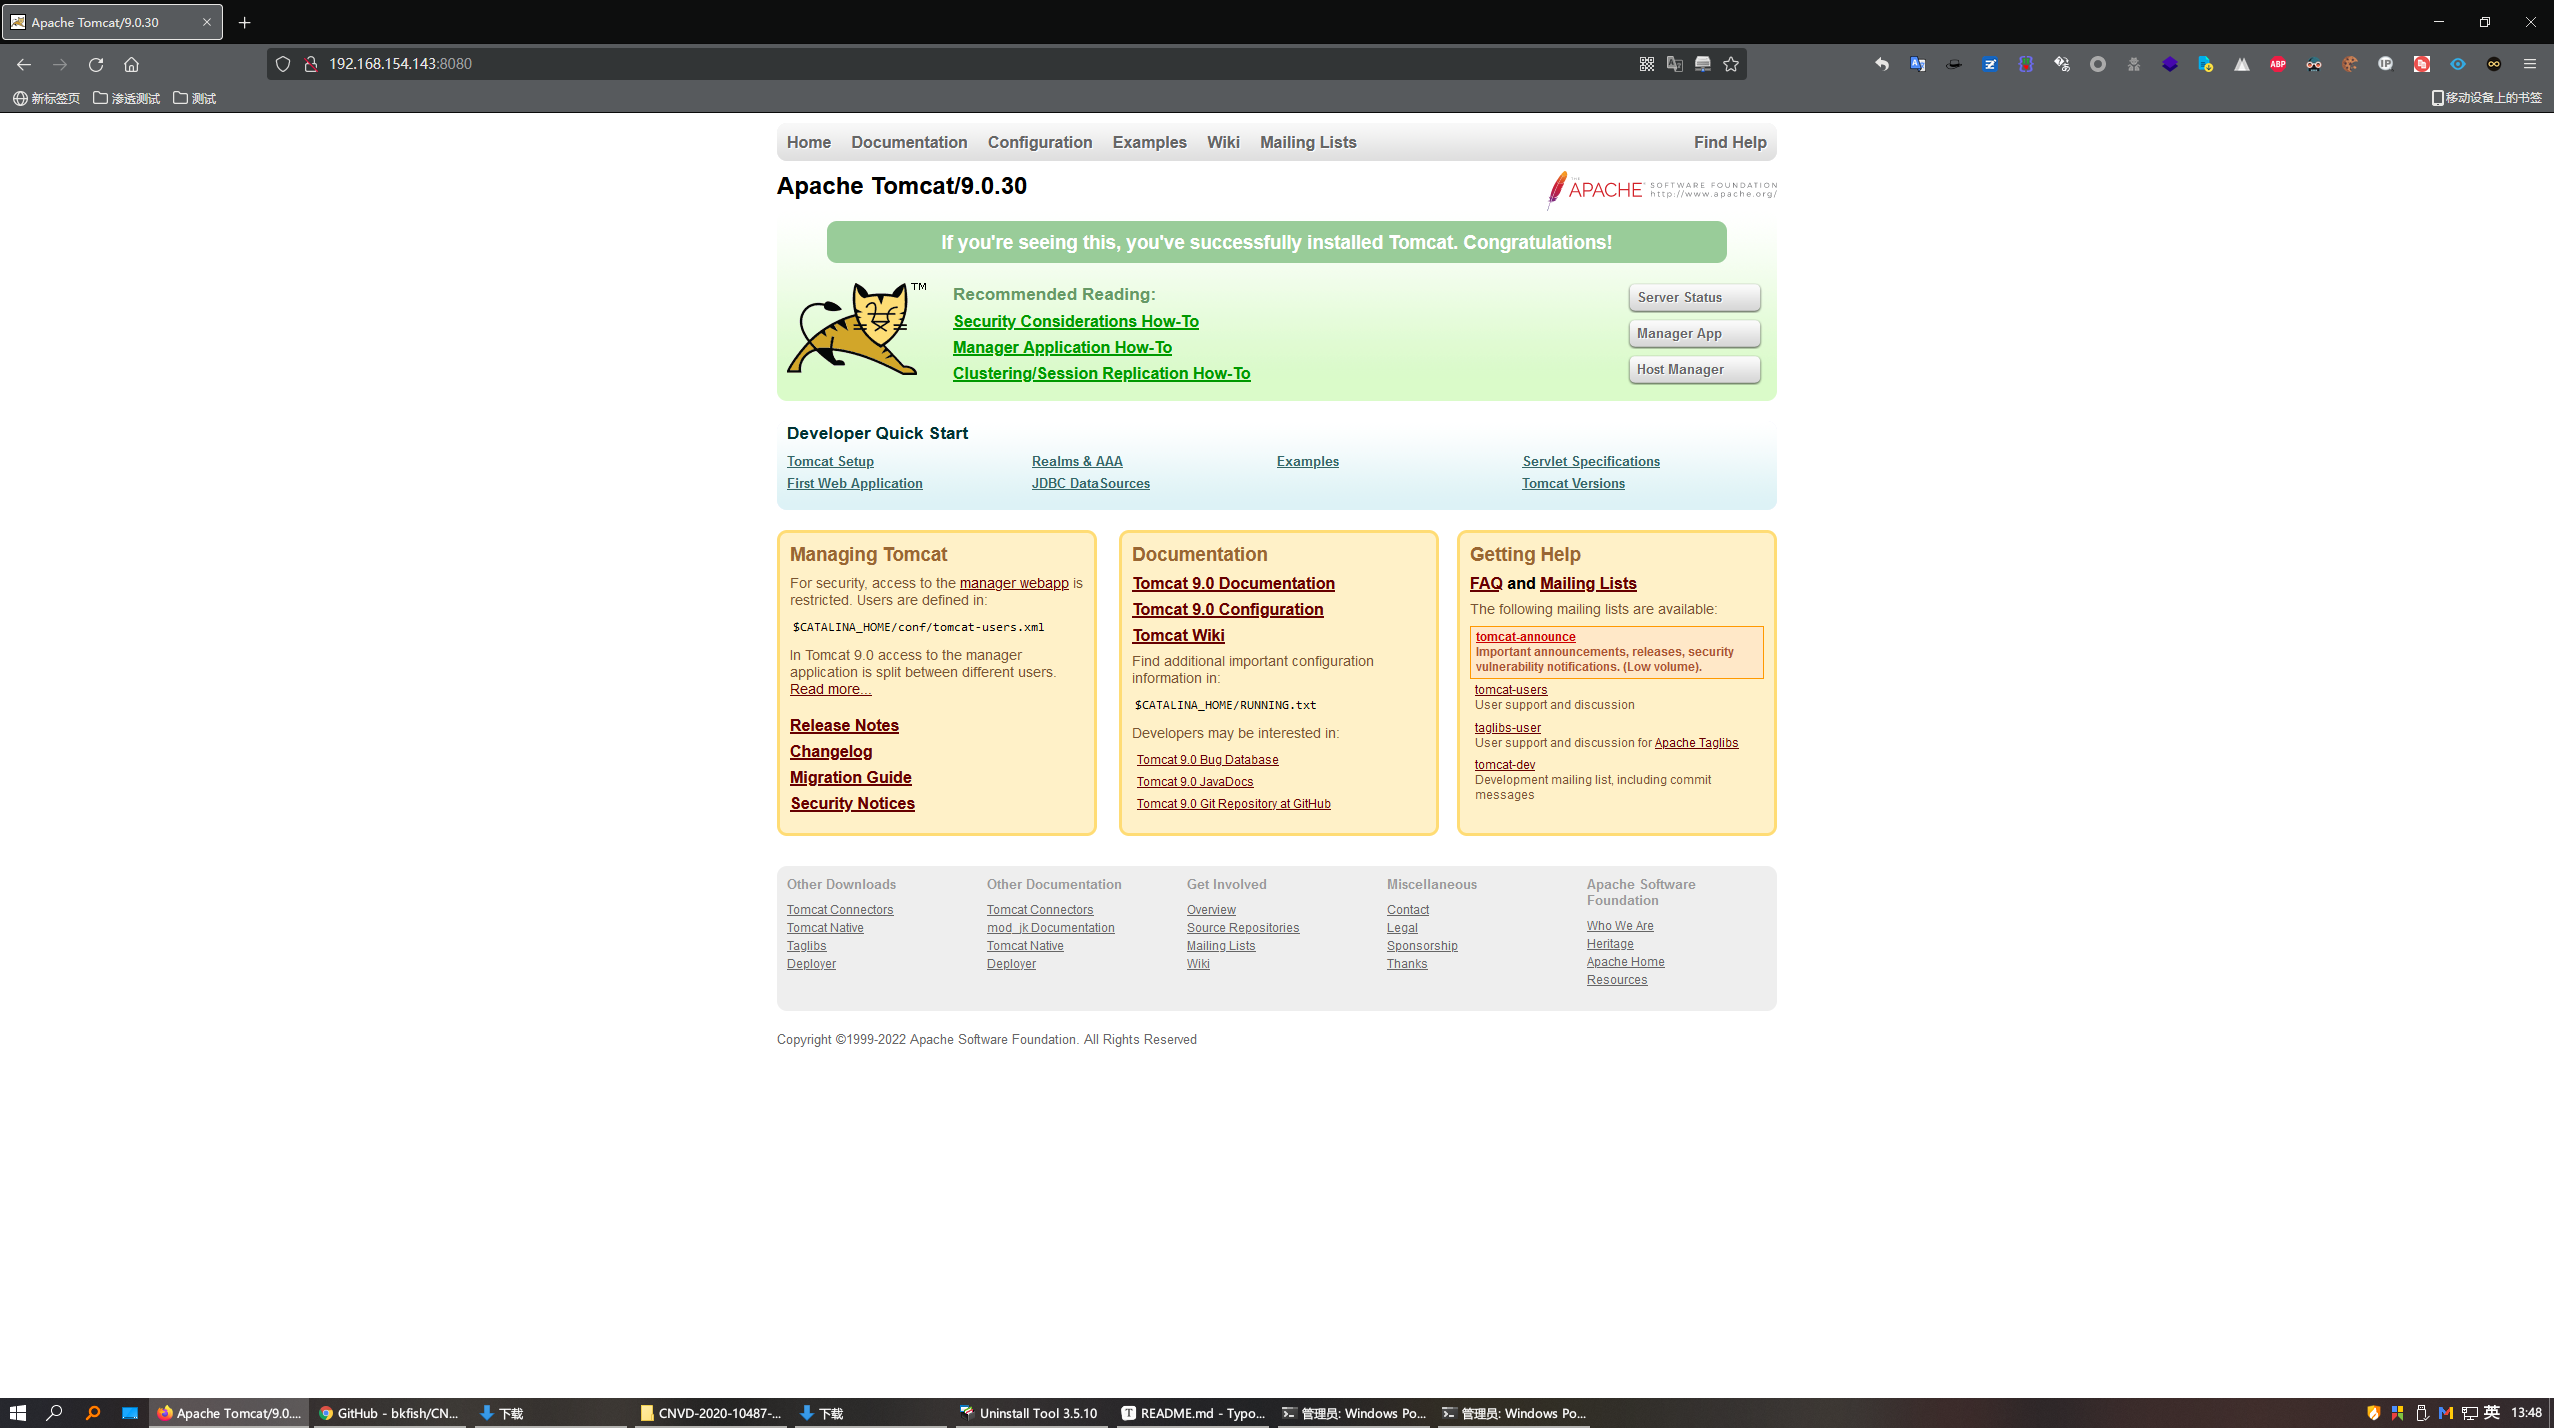 Apache Tomcat/9.0.30
192.168.154.143:8080
新标签页 渗透测试 测试 移动设备上的书签
Home Documentation Configuration Examples Wiki Mailing Lists Find Help
Apache Tomcat/9.0.30
THE
APACHE SOFTWARE FOUNDATION
http://www.apache.org/
If you're seeing this, you've successfully installed Tomcat. Congratulations!
TM
Recommended Reading:
Security Considerations How-To
Manager Application How-To
Clustering/Session Replication How-To
Server Status
Manager App
Host Manager
Developer Quick Start
Tomcat Setup
First Web Application
Realms & AAA
JDBC DataSources
Examples
Servlet Specifications
Tomcat Versions
Managing Tomcat
For security, access to the manager webapp is
restricted. Users are defined in:
$CATALINA_HOME/conf/tomcat-users.xml
In Tomcat 9.0 access to the manager
application is split between different users.
Read more...
Release Notes
Changelog
Migration Guide
Security Notices
Documentation
Tomcat 9.0 Documentation
Tomcat 9.0 Configuration
Tomcat Wiki
Find additional important configuration
information in:
$CATALINA_HOME/RUNNING.txt
Developers may be interested in:
Tomcat 9.0 Bug Database
Tomcat 9.0 JavaDocs
Tomcat 9.0 Git Repository at GitHub
Getting Help
FAQ and Mailing Lists
The following mailing lists are available:
tomcat-announce
Important announcements, releases, security
vulnerability notifications. (Low volume).
tomcat-users
User support and discussion
taglibs-user
User support and discussion for Apache Taglibs
tomcat-dev
Development mailing list, including commit
messages
Other Downloads
Tomcat Connectors
Tomcat Native
Taglibs
Deployer
Other Documentation
Tomcat Connectors
mod_jk Documentation
Tomcat Native
Deployer
Get Involved
Overview
Source Repositories
Mailing Lists
Wiki
Miscellaneous
Contact
Legal
Sponsorship
Thanks
Apache Software
Foundation
Who We Are
Heritage
Apache Home
Resources
Copyright ©1999-2022 Apache Software Foundation. All Rights Reserved
Apache Tomcat/9.0.... GitHub - bkfish/CN... 下载 CNVD-2020-10487-... 下载 Uninstall Tool 3.5.10 README.md - Typo... 管理员: Windows Po... 管理员: Windows Po... 英 13:48